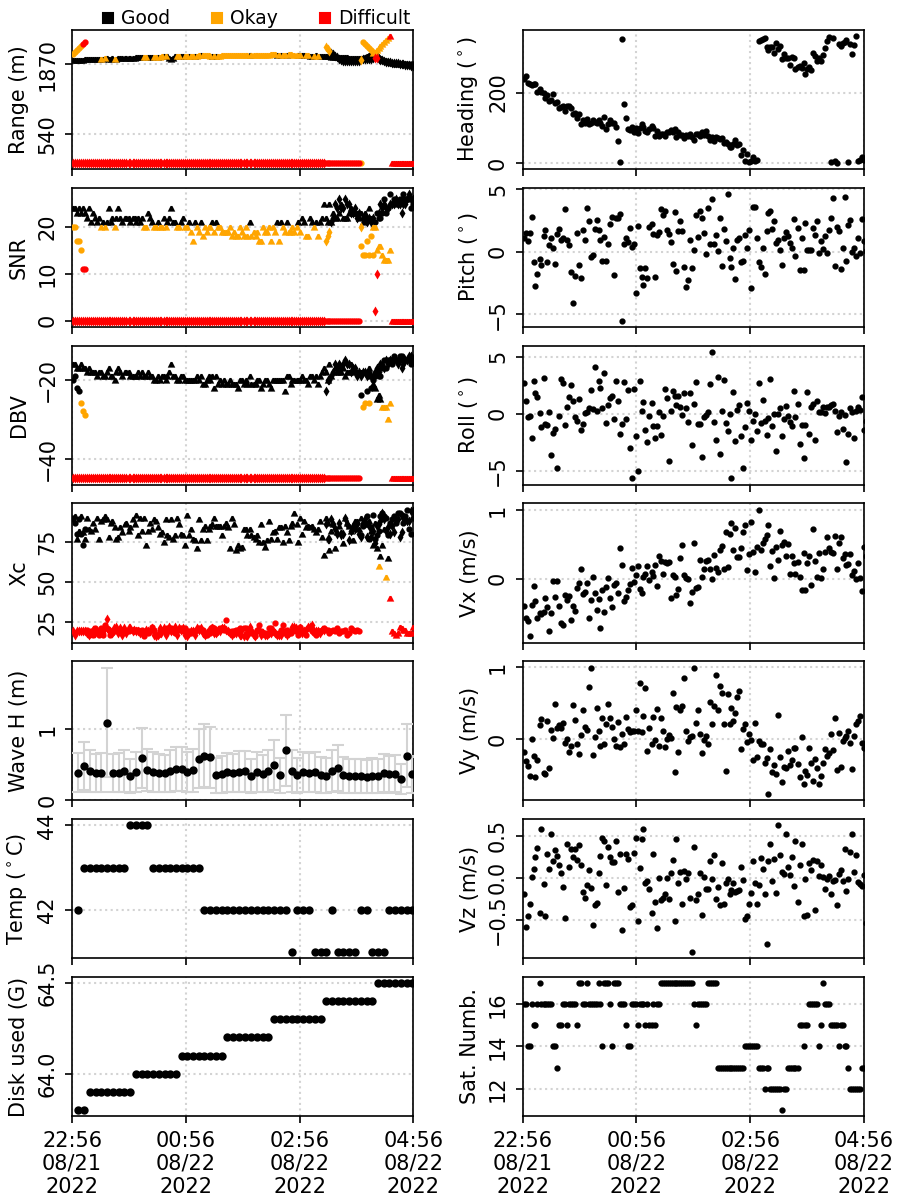 Good Okay Difficult
Range (m)
1870
540
Heading (°)
200
0
SNR
20
10
0
Pitch (°)
5
0
−5
DBV
−20
−40
Roll (°)
5
0
−5
Xc
75
50
25
Vx (m/s)
1
0
Wave H (m)
1
0
Vy (m/s)
1
0
Temp (°C)
44
42
Vz (m/s)
0.5
0.0
−0.5
Disk used (G)
64.5
64.0
Sat. Numb.
16
14
12
22:56 00:56 02:56 04:56
08/21 08/22 08/22 08/22
2022 2022 2022 2022
22:56 00:56 02:56 04:56
08/21 08/22 08/22 08/22
2022 2022 2022 2022